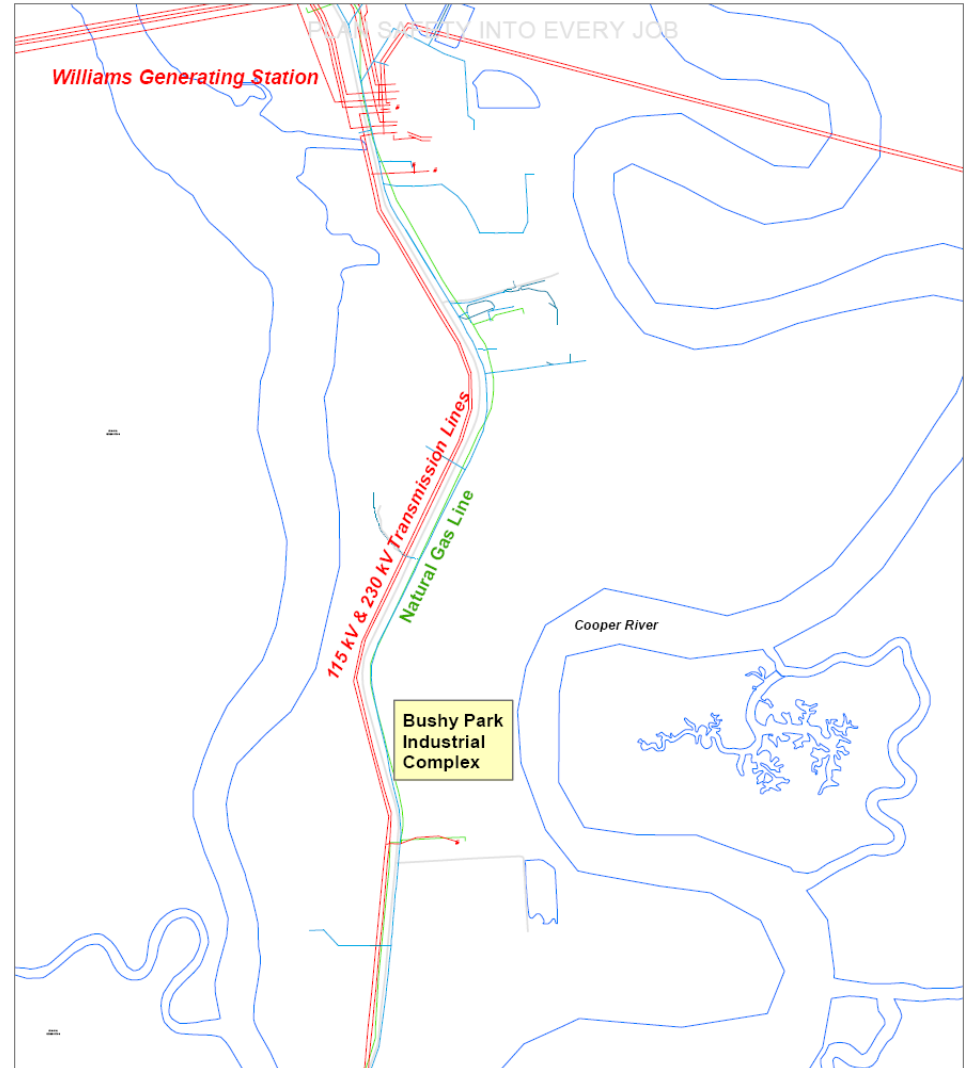 PLAN SAFETY INTO EVERY JOB
Williams Generating Station
115 kV & 230 kV Transmission Lines
Natural Gas Line
Cooper River
Bushy Park
Industrial
Complex